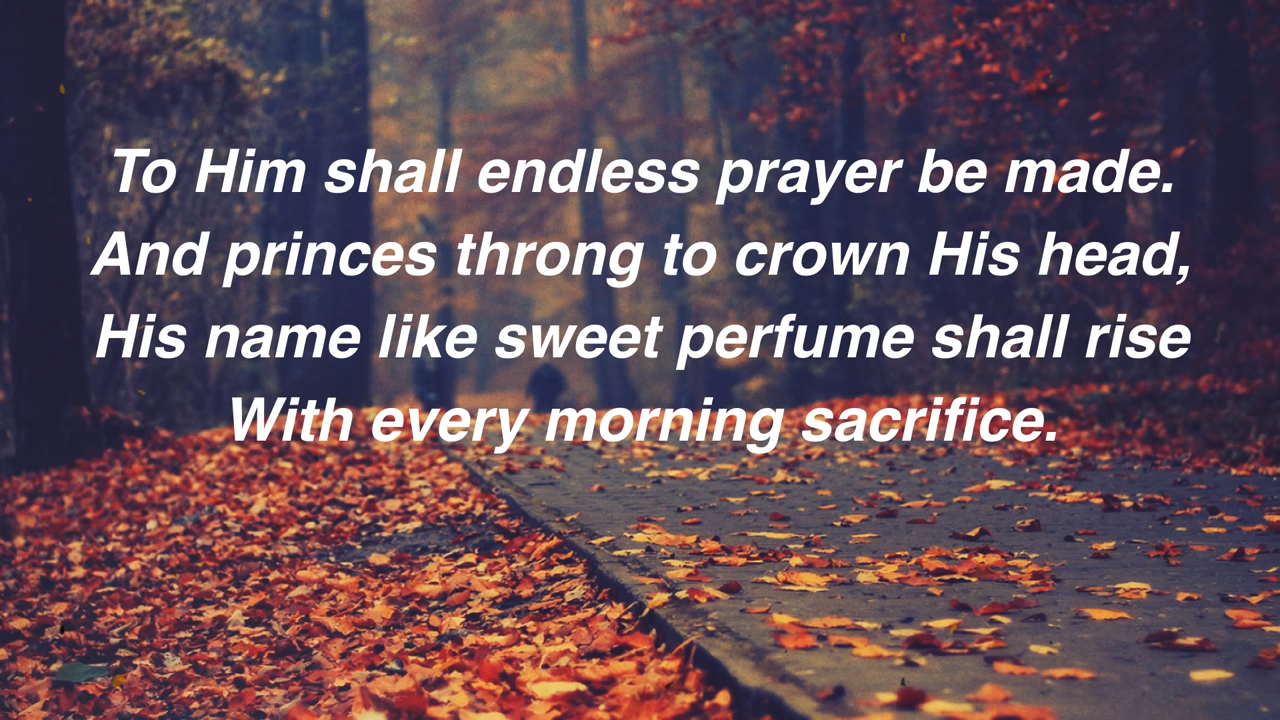 To Him shall endless prayer be made.
And princes throng to crown His head,
His name like sweet perfume shall rise
With every morning sacrifice.